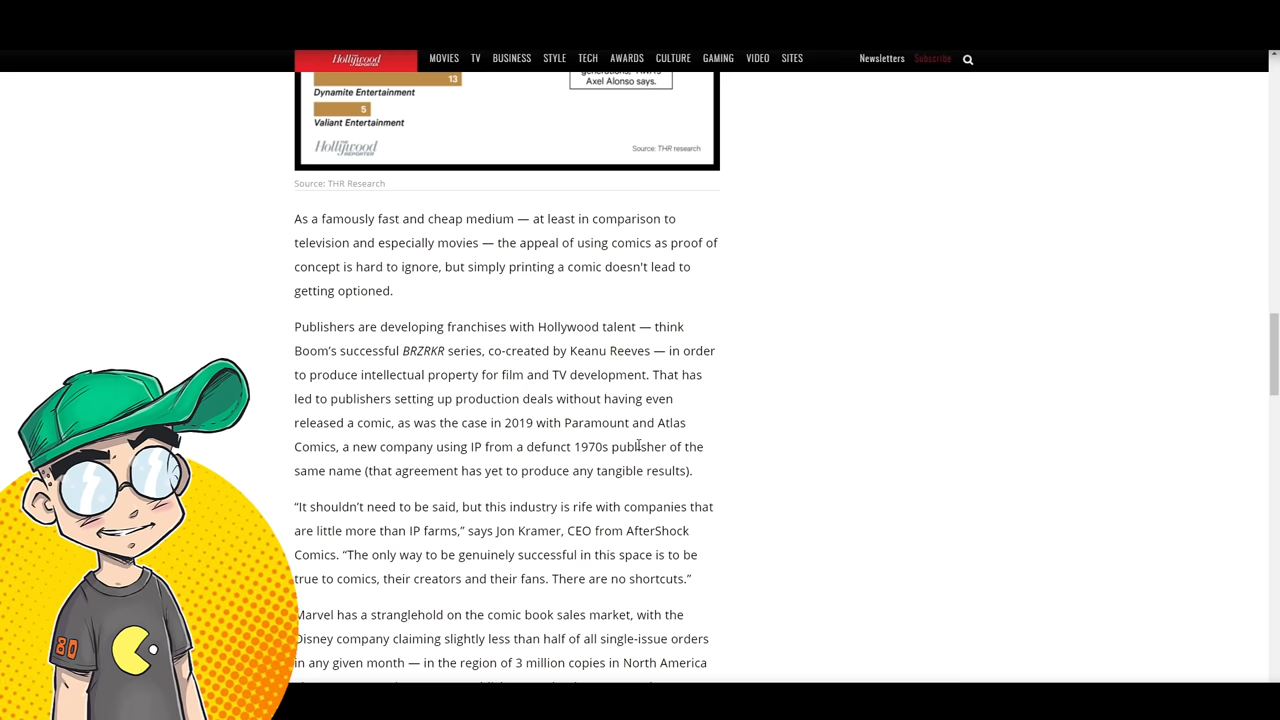 Hollywood
REPORTER
MOVIES TV BUSINESS STYLE TECH AWARDS CULTURE GAMING VIDEO SITES
Newsletters Subscribe
13
Dynamite Entertainment
5
Valiant Entertainment
Axel Alonso says.
Hollywood
REPORTER
Source: THR research
Source: THR Research
As a famously fast and cheap medium — at least in comparison to
television and especially movies — the appeal of using comics as proof of
concept is hard to ignore, but simply printing a comic doesn't lead to
getting optioned.
Publishers are developing franchises with Hollywood talent — think
Boom's successful BRZRKR series, co-created by Keanu Reeves — in order
to produce intellectual property for film and TV development. That has
led to publishers setting up production deals without having even
released a comic, as was the case in 2019 with Paramount and Atlas
Comics, a new company using IP from a defunct 1970s publisher of the
same name (that agreement has yet to produce any tangible results).
“It shouldn’t need to be said, but this industry is rife with companies that
are little more than IP farms,” says Jon Kramer, CEO from AfterShock
Comics. “The only way to be genuinely successful in this space is to be
true to comics, their creators and their fans. There are no shortcuts.”
Marvel has a stranglehold on the comic book sales market, with the
Disney company claiming slightly less than half of all single-issue orders
in any given month — in the region of 3 million copies in North America
80